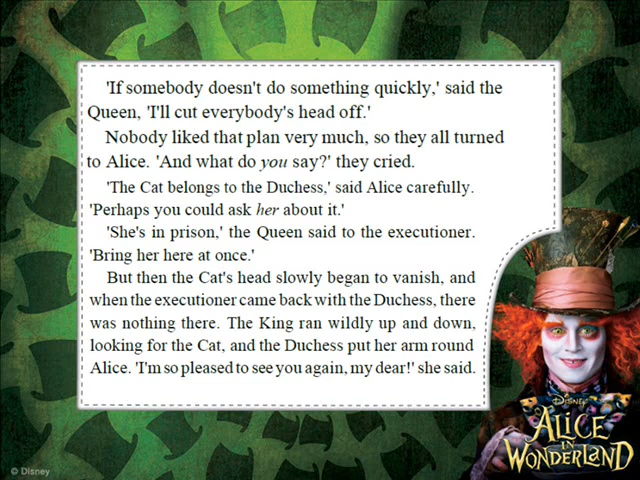 'If somebody doesn't do something quickly,' said the
Queen, 'I'll cut everybody's head off.'
Nobody liked that plan very much, so they all turned
to Alice. 'And what do you say?' they cried.
'The Cat belongs to the Duchess,' said Alice carefully.
'Perhaps you could ask her about it.'
'She's in prison,' the Queen said to the executioner.
'Bring her here at once.'
But then the Cat's head slowly began to vanish, and
when the executioner came back with the Duchess, there
was nothing there. The King ran wildly up and down,
looking for the Cat, and the Duchess put her arm round
Alice. 'I'm so pleased to see you again, my dear!' she said.
DISNEY
ALICE
IN
WONDERLAND
© Disney